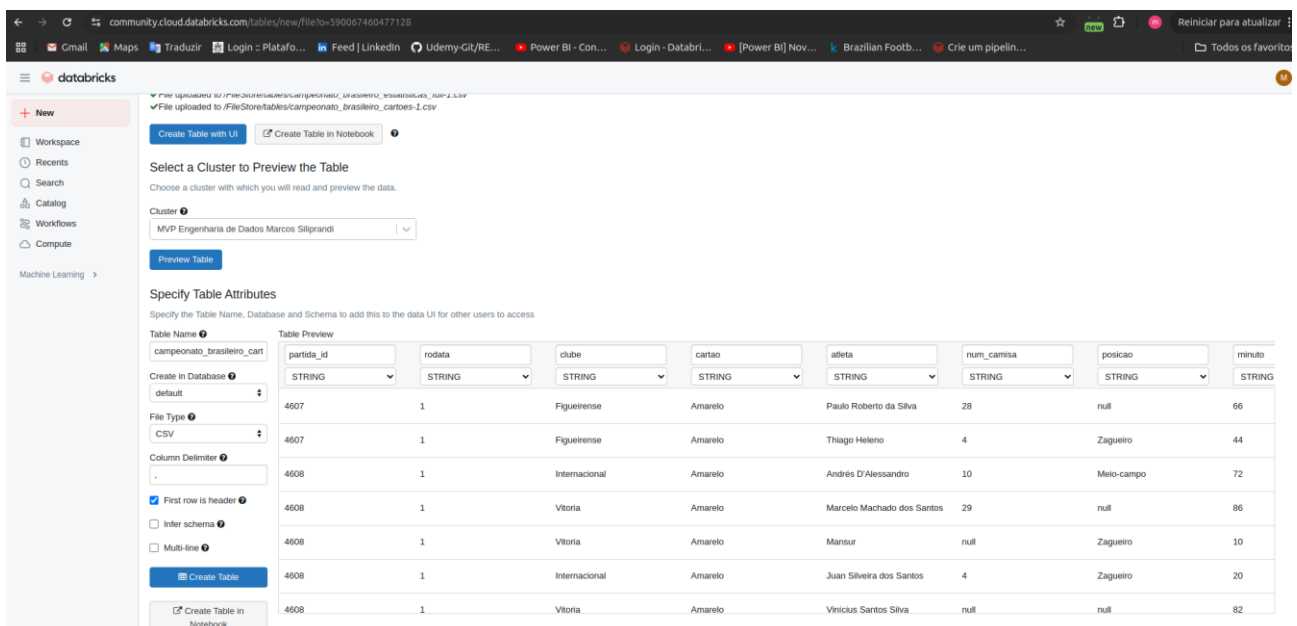 community.cloud.databricks.com/tables/new/file?o=590067460477128
new
m
Reiniciar para atualizar
Gmail Maps Traduzir Login :: Platafo... Feed | LinkedIn Udemy-Git/RE... Power BI - Con... Login - Databri... [Power BI] Nov... Brazilian Footb... Crie um pipelin... Todos os favoritos
databricks
M
File uploaded to /FileStore/tables/campeonato_brasileiro_estatisticas_full-1.csv
File uploaded to /FileStore/tables/campeonato_brasileiro_cartoes-1.csv
New
Workspace
Recents
Search
Catalog
Workflows
Compute
Machine Learning
Create Table with UI Create Table in Notebook
Select a Cluster to Preview the Table
Choose a cluster with which you will read and preview the data.
Cluster
MVP Engenharia de Dados Marcos Siliprandi
Preview Table
Specify Table Attributes
Specify the Table Name, Database and Schema to add this to the data UI for other users to access
Table Name
campeonato_brasileiro_cart
Create in Database
default
File Type
CSV
Column Delimiter
,
First row is header
Infer schema
Multi-line
Create Table
Create Table in
Notebook
Table Preview
partida_id rodata clube cartao atleta num_camisa posicao minuto
STRING STRING STRING STRING STRING STRING STRING STRING
4607 1 Figueirense Amarelo Paulo Roberto da Silva 28 null 66
4607 1 Figueirense Amarelo Thiago Heleno 4 Zagueiro 44
4608 1 Internacional Amarelo Andrés D'Alessandro 10 Meio-campo 72
4608 1 Vitoria Amarelo Marcelo Machado dos Santos 29 null 86
4608 1 Vitoria Amarelo Mansur null Zagueiro 10
4608 1 Internacional Amarelo Juan Silveira dos Santos 4 Zagueiro 20
4608 1 Vitoria Amarelo Vinícius Santos Silva null null 82